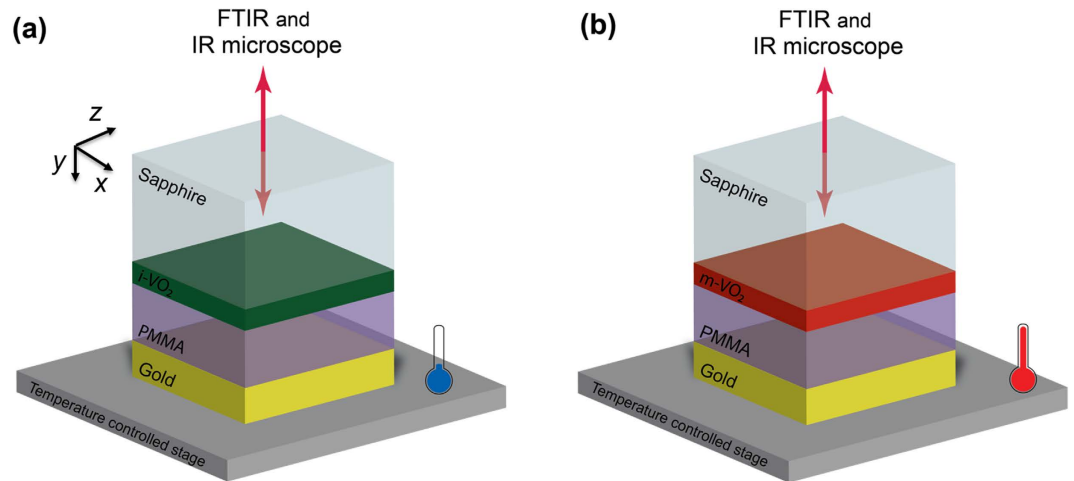 (a)
FTIR and
IR microscope
z
y
x
Sapphire
i-VO₂
PMMA
Gold
Temperature controlled stage
(b)
FTIR and
IR microscope
Sapphire
m-VO₂
PMMA
Gold
Temperature controlled stage